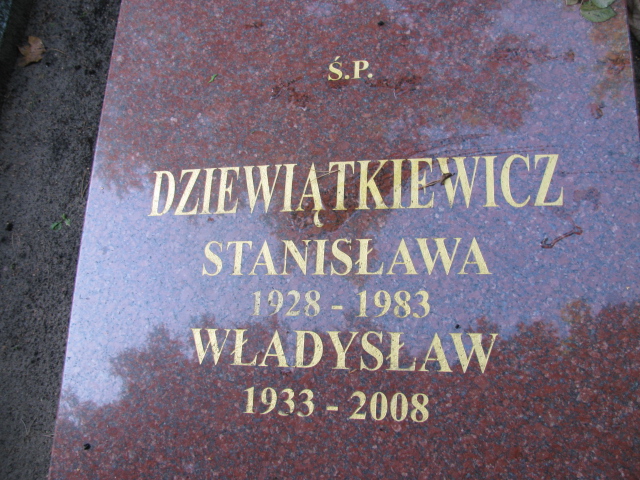 Ś.P.
DZIEWIĄTKIEWICZ
STANISŁAWA
1928 - 1983
WŁADYSŁAW
1933 - 2008